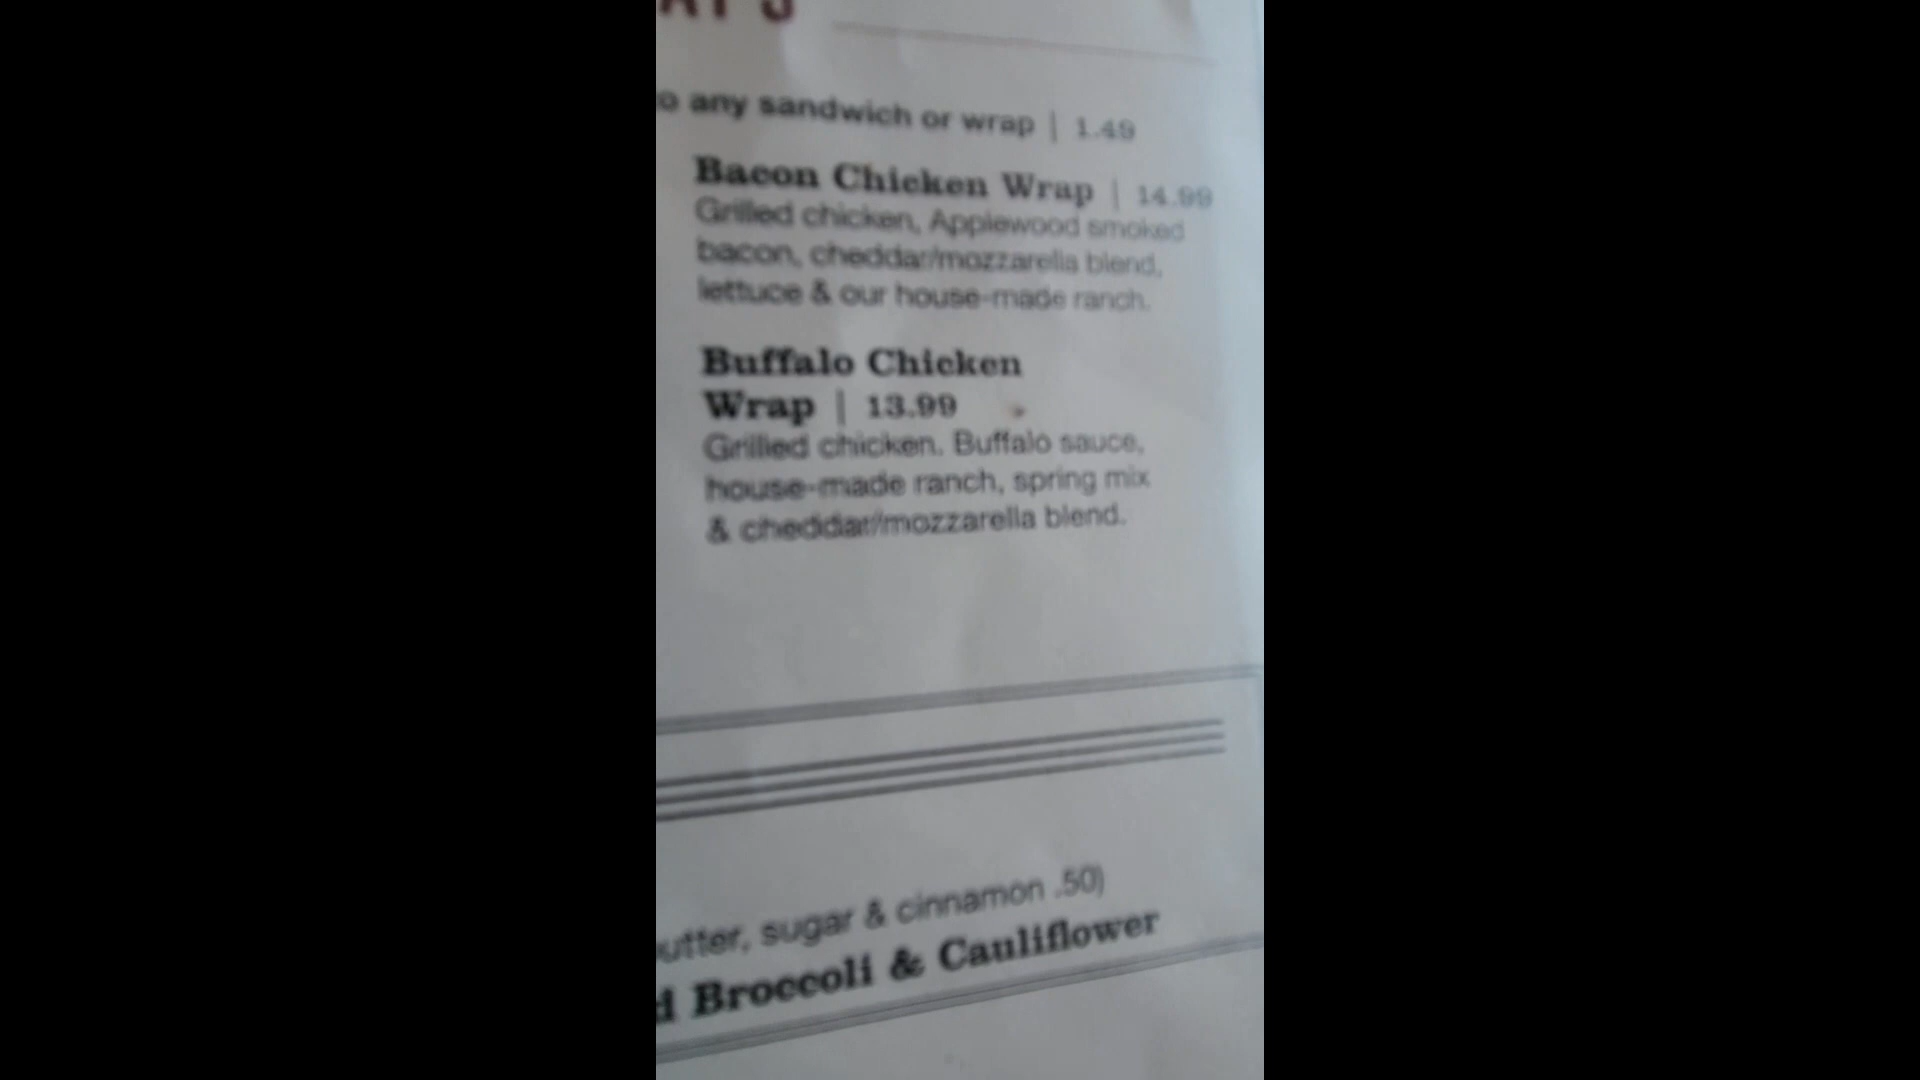 to any sandwich or wrap | 1.49
Bacon Chicken Wrap | 14.99
Grilled chicken, Applewood smoked
bacon, cheddar/mozzarella blend,
lettuce & our house-made ranch.
Buffalo Chicken
Wrap | 13.99
Grilled chicken, Buffalo sauce,
house-made ranch, spring mix
& cheddar/mozzarella blend.
utter, sugar & cinnamon .50)
d Broccoli & Cauliflower